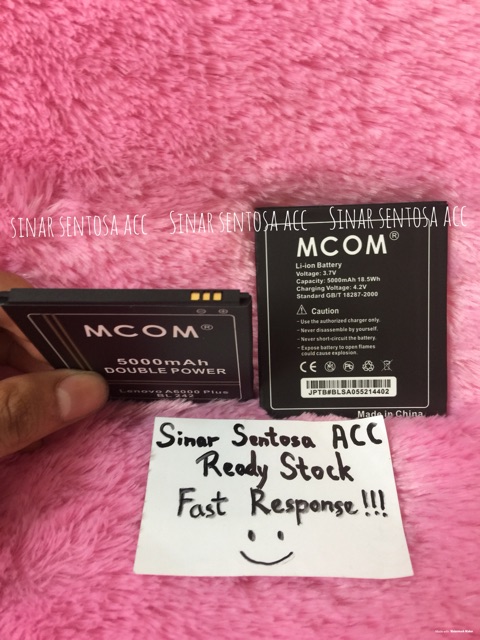 SINAR SENTOSA ACC SINAR SENTOSA ACC SINAR SENTOSA ACC
MCOM®
Li-ion Battery
Voltage: 3.7V
Capacity: 5000mAh 18.5Wh
Charging Voltage: 4.2V
Standard GB/T 18287-2000
Caution
- Use the authorized charger only.
- Never disassemble by yourself.
- Never short-circuit the battery.
- Expose battery to open flames
could cause explosion.
CE
JPTB#BLSA055214402
Made in China.
MCOM®
5000mAh
DOUBLE POWER
Lenovo A6000 Plus
BL 242
Sinar Sentosa ACC
Ready Stock
Fast Response!!!